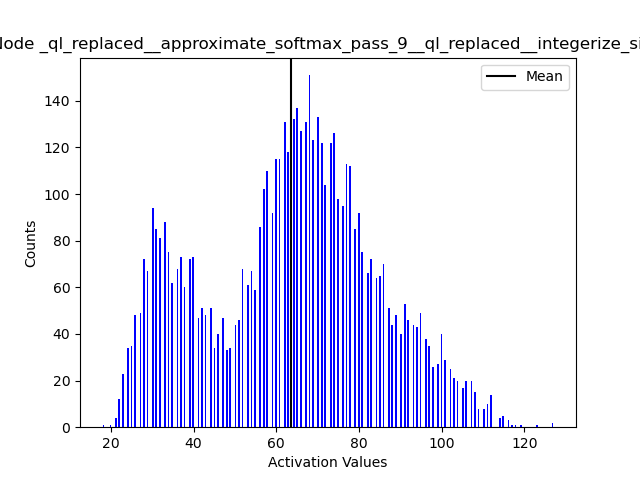 Node _ql_replaced__approximate_softmax_pass_9__ql_replaced__integerize_si
Mean
Counts
140
120
100
80
60
40
20
0
20 40 60 80 100 120
Activation Values